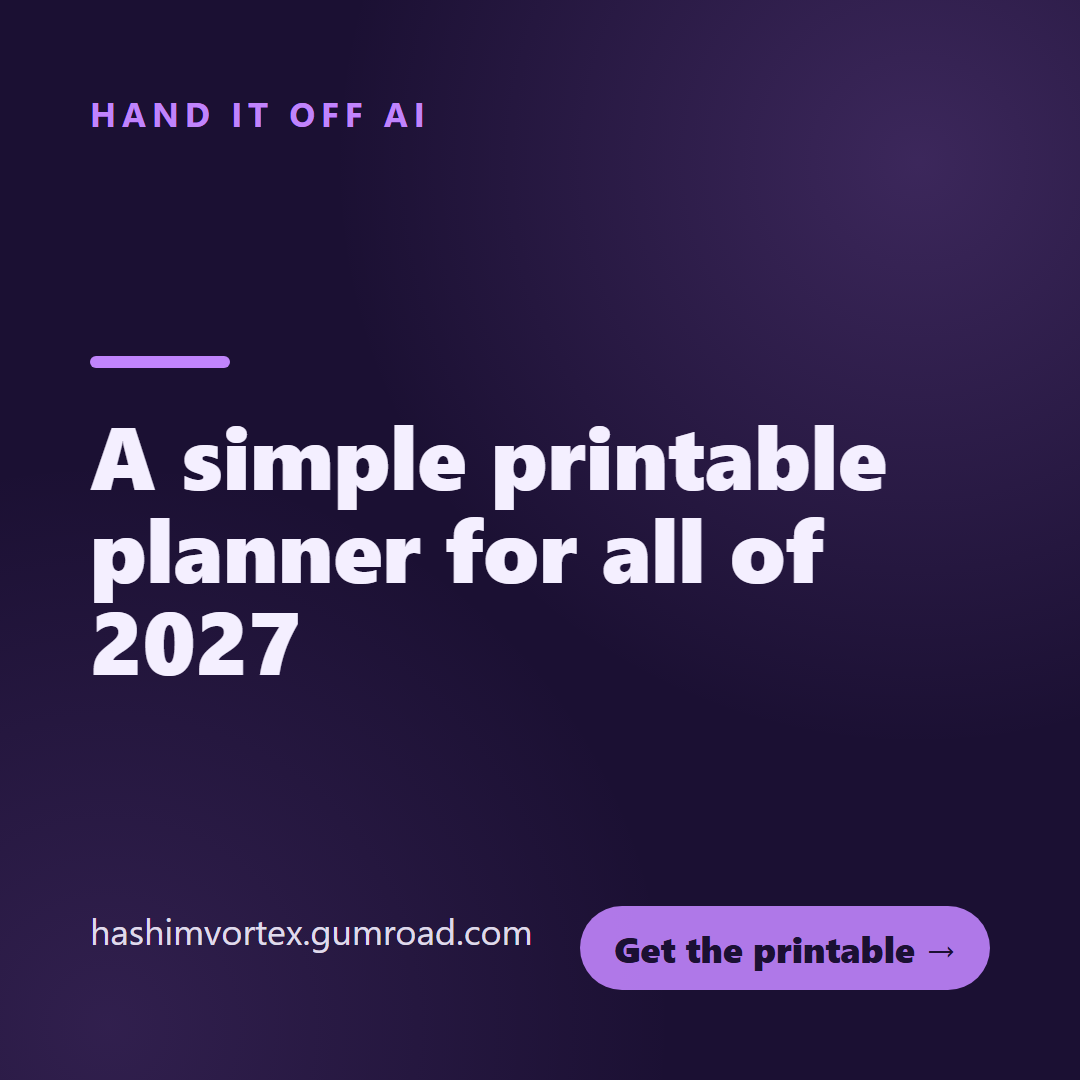 HAND IT OFF AI
A simple printable
planner for all of
2027
hashimvortex.gumroad.com
Get the printable →